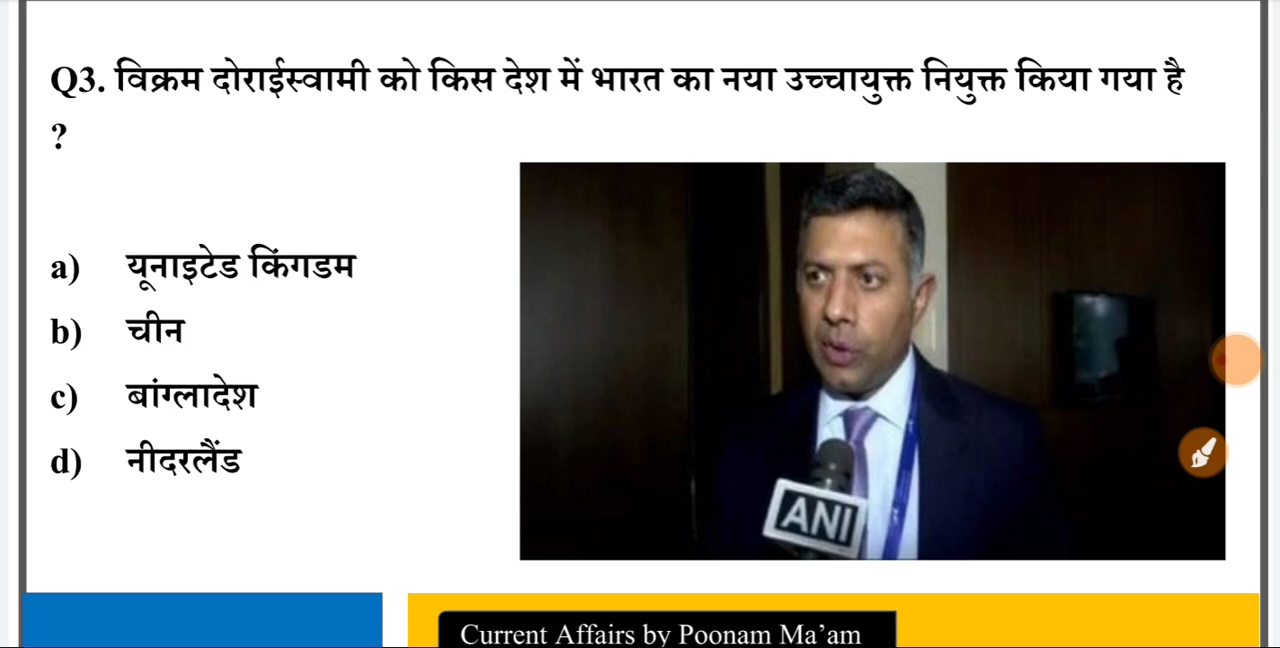 Q3. विक्रम दोराईस्वामी को किस देश में भारत का नया उच्चायुक्त नियुक्त किया गया है
?
a) यूनाइटेड किंगडम
b) चीन
c) बांग्लादेश
d) नीदरलैंड
ANI
Current Affairs by Poonam Ma’am